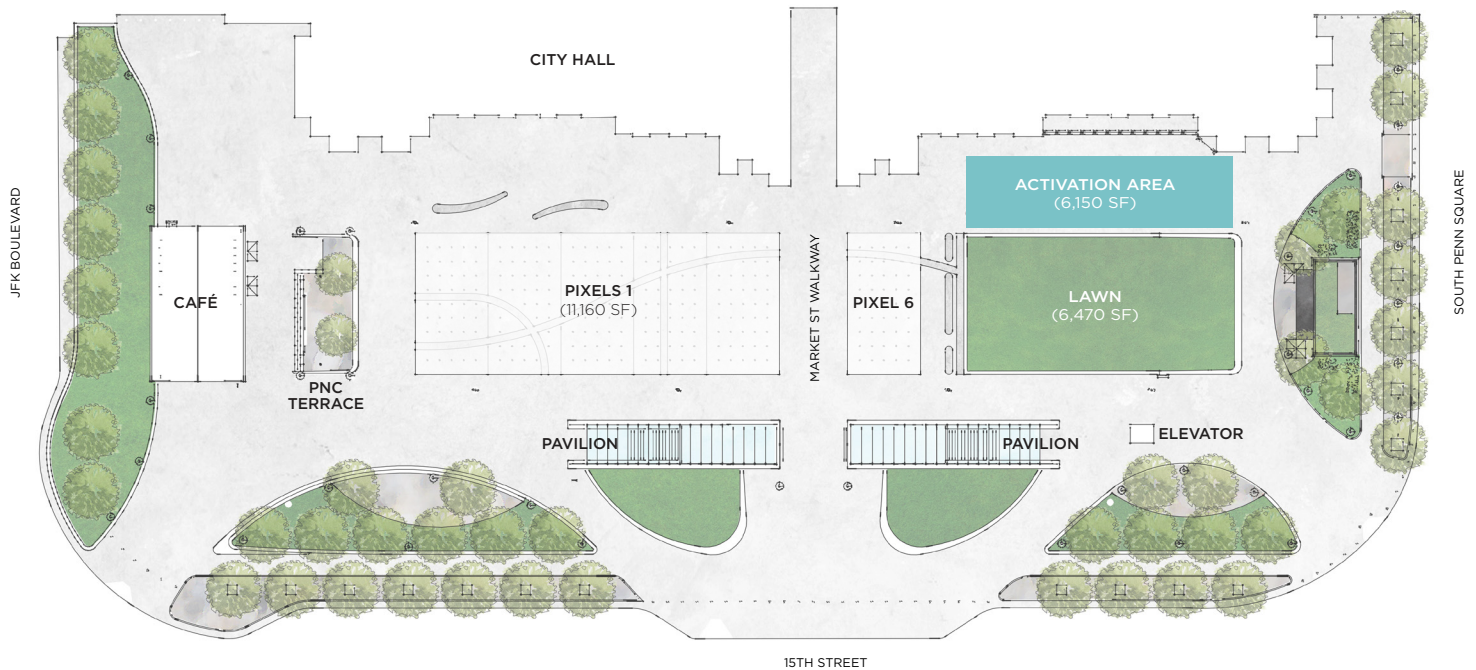 CITY HALL
ACTIVATION AREA
(6,150 SF)
JFK BOULEVARD
SOUTH PENN SQUARE
CAFÉ
PIXELS 1
(11,160 SF)
MARKET ST WALKWAY
PIXEL 6
LAWN
(6,470 SF)
PNC
TERRACE
PAVILION
PAVILION
ELEVATOR
15TH STREET